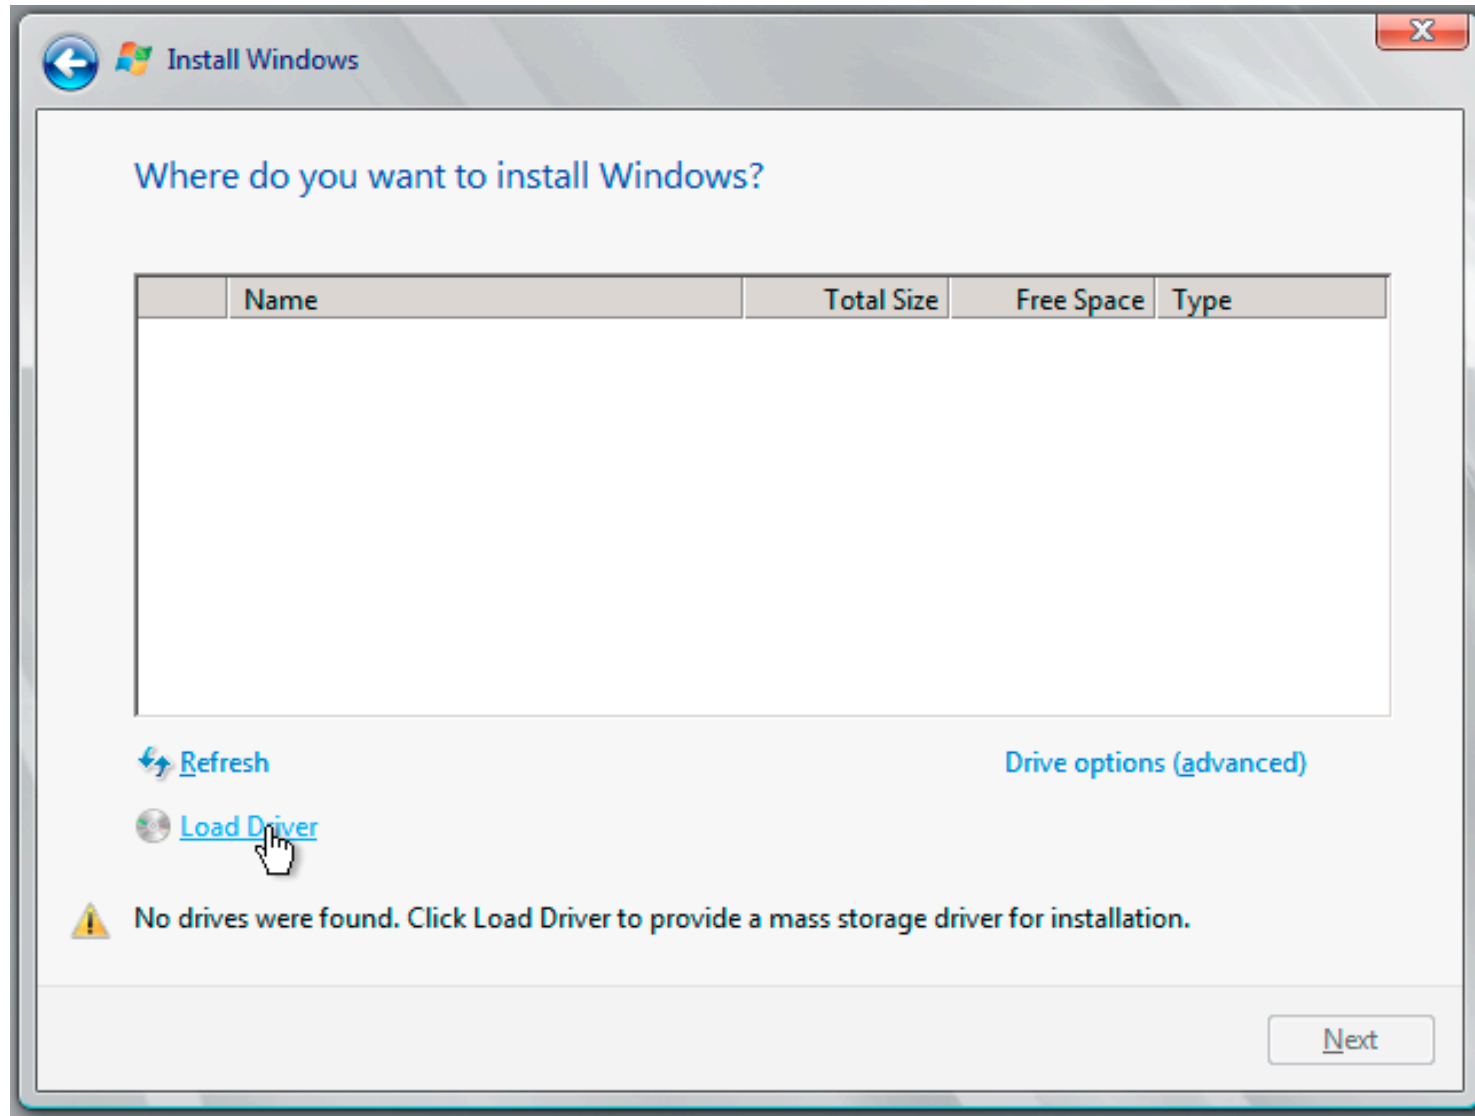 Install Windows
Where do you want to install Windows?
Name Total Size Free Space Type
Refresh Drive options (advanced)
Load Driver
No drives were found. Click Load Driver to provide a mass storage driver for installation.
Next